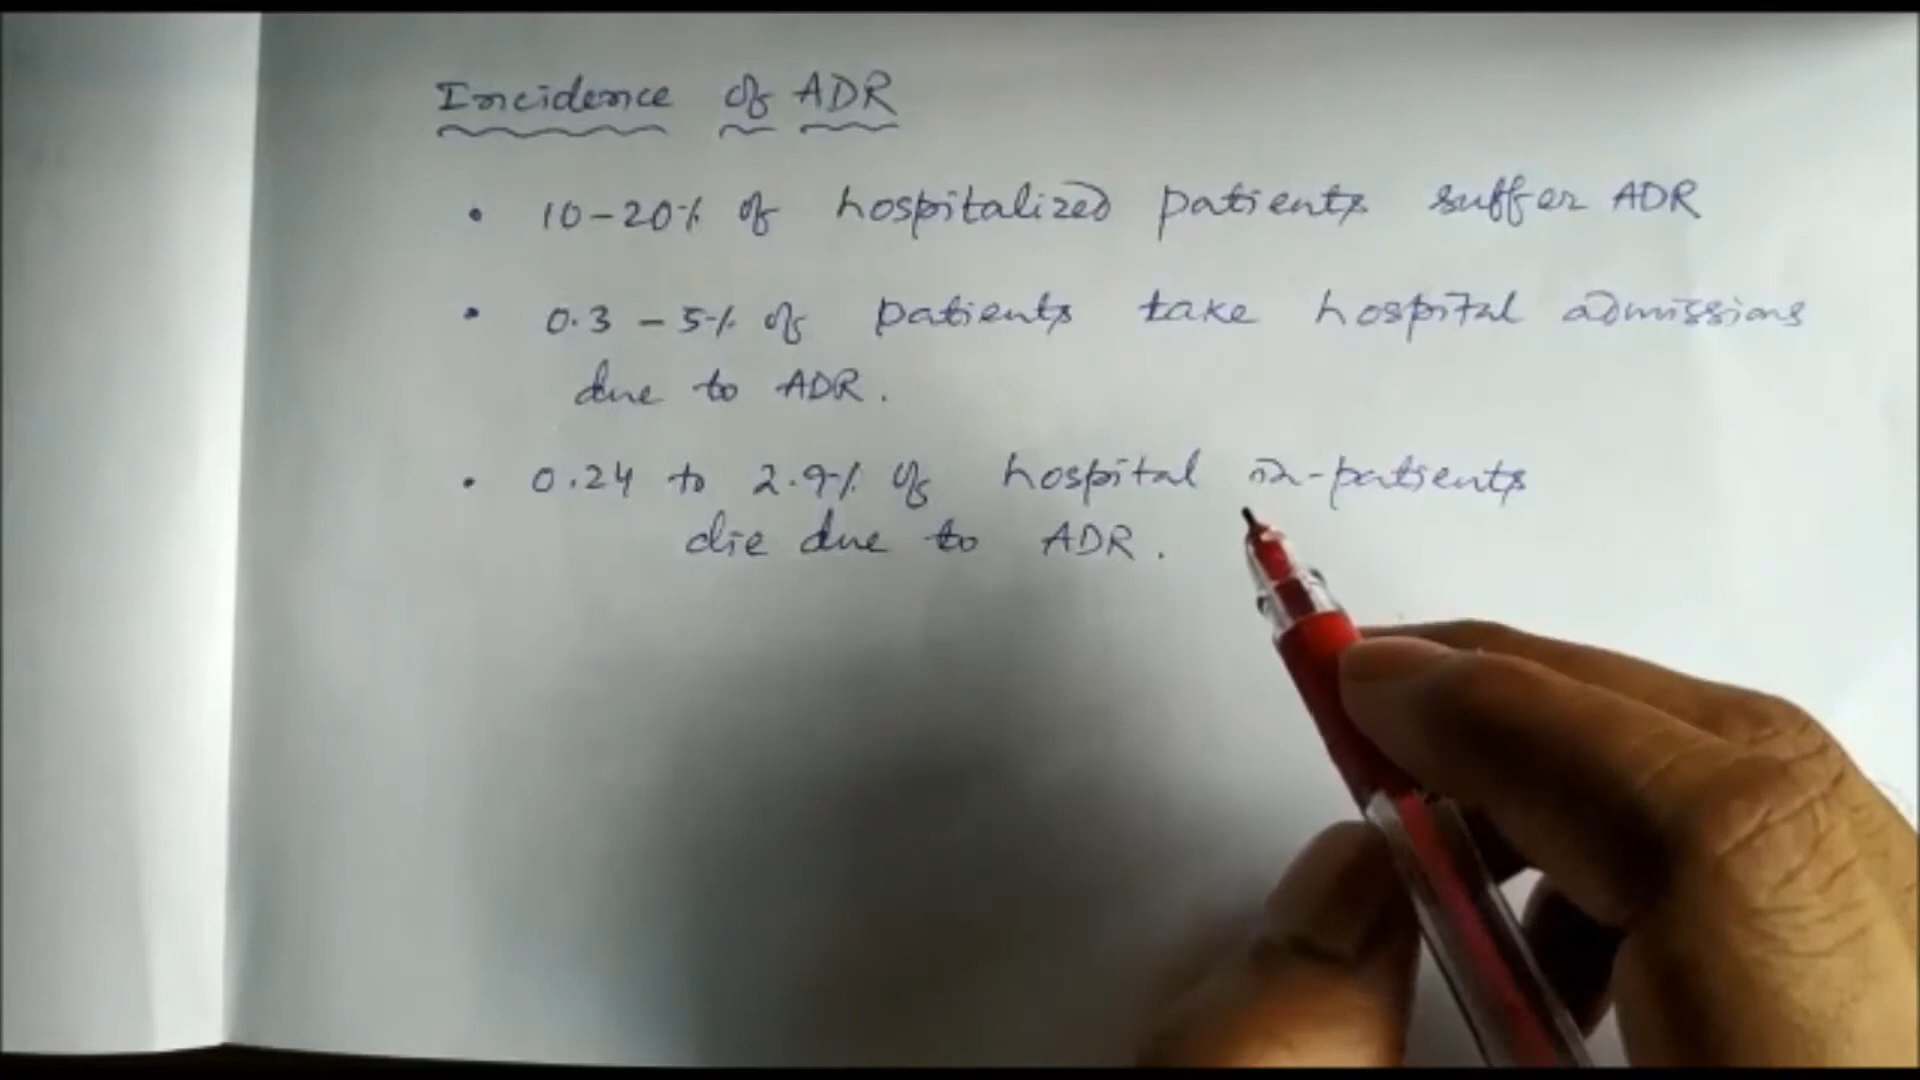 Incidence of ADR
• 10-20% of hospitalized patients suffer ADR
• 0.3 - 5% of patients take hospital admissions
due to ADR.
• 0.24 to 2.9% of hospital in-patients
die due to ADR.